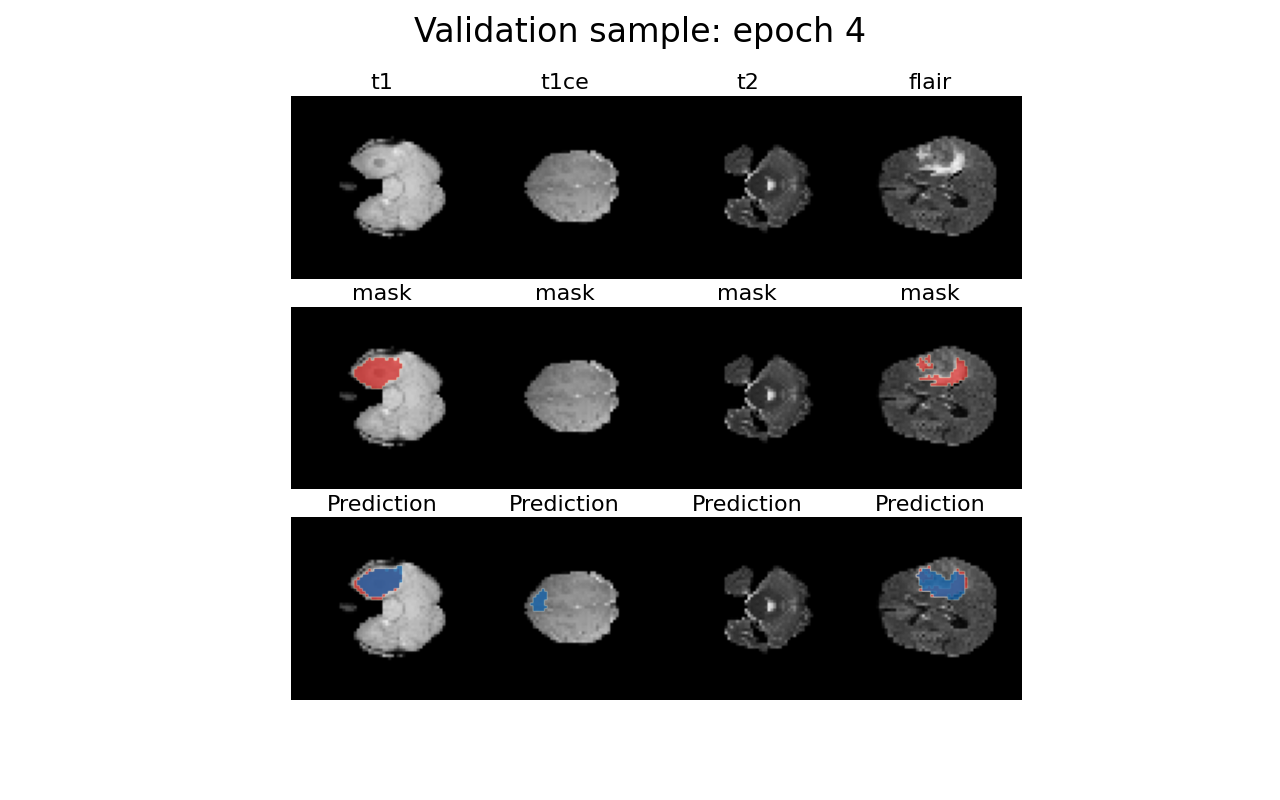 Validation sample: epoch 4
t1 t1ce t2 flair
mask mask mask mask
Prediction Prediction Prediction Prediction